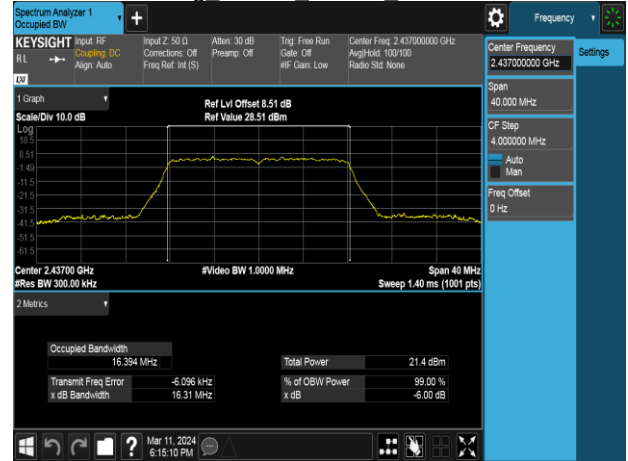 Spectrum Analyzer 1
Occupied BW
+
Frequency
KEYSIGHT
RL
LXI
Input: RF
Coupling: DC
Align: Auto
Input Z: 50 Ω
Corrections: Off
Freq Ref: Int (S)
Atten: 30 dB
Preamp: Off
Trig: Free Run
Gate: Off
#IF Gain: Low
Center Freq: 2.437000000 GHz
Avg|Hold: 100/100
Radio Std: None
Center Frequency
2.437000000 GHz
Settings
Span
40.000 MHz
CF Step
4.000000 MHz
Auto
Man
Freq Offset
0 Hz
1 Graph
Scale/Div 10.0 dB
Ref Lvl Offset 8.51 dB
Ref Value 28.51 dBm
Log
18.5
8.51
-1.49
-11.5
-21.5
-31.5
-41.5
-51.5
-61.5
Center 2.43700 GHz
#Res BW 300.00 kHz
#Video BW 1.0000 MHz
Span 40 MHz
Sweep 1.40 ms (1001 pts)
2 Metrics
Occupied Bandwidth
16.394 MHz
Total Power 21.4 dBm
Transmit Freq Error -6.096 kHz
% of OBW Power 99.00 %
x dB Bandwidth 16.31 MHz
x dB -6.00 dB
?
Mar 11, 2024
6:15:10 PM